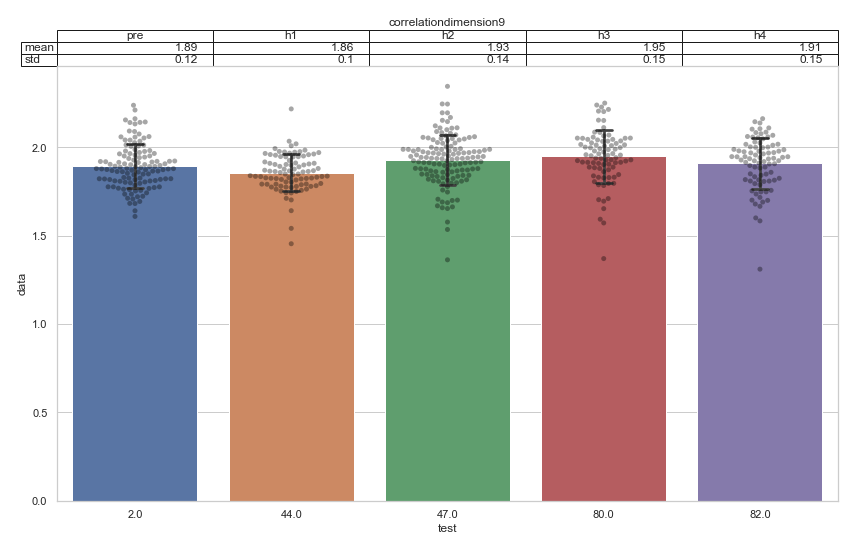 correlationdimension9
pre h1 h2 h3 h4
mean 1.89 1.86 1.93 1.95 1.91
std 0.12 0.1 0.14 0.15 0.15
2.0
1.5
1.0
0.5
0.0
data
2.0 44.0 47.0 80.0 82.0
test